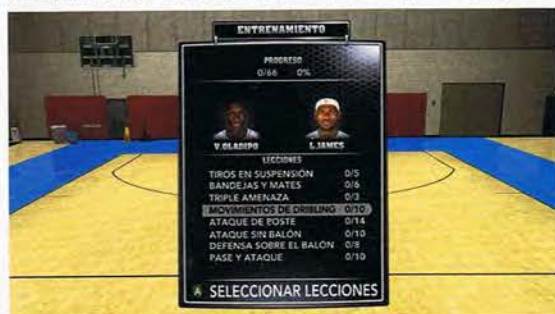 ENTRENAMIENTO
PROGRESO
0/66 0%
V.OLADIPO L.JAMES
LECCIONES
TIROS EN SUSPENSIÓN 0/5
BANDEJAS Y MATES 0/6
TRIPLE AMENAZA 0/3
MOVIMIENTOS DE DRIBLING 0/10
ATAQUE DE POSTE 0/14
ATAQUE SIN BALÓN 0/10
DEFENSA SOBRE EL BALÓN 0/8
PASE Y ATAQUE 0/10
A SELECCIONAR LECCIONES